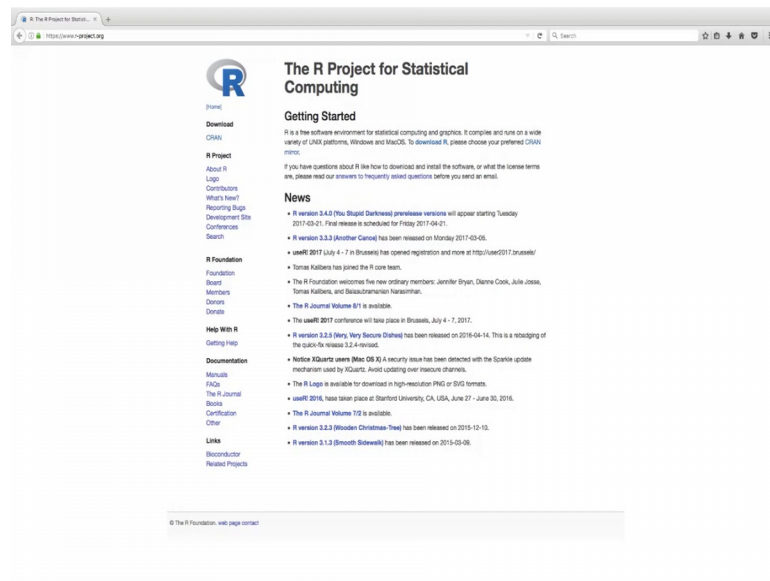 R: The R Project for Statist...
https://www.r-project.org
Search
R
[Home]
Download
CRAN
R Project
About R
Logo
Contributors
What's New?
Reporting Bugs
Development Site
Conferences
Search
R Foundation
Foundation
Board
Members
Donors
Donate
Help With R
Getting Help
Documentation
Manuals
FAQs
The R Journal
Books
Certification
Other
Links
Bioconductor
Related Projects
The R Project for Statistical
Computing
Getting Started
R is a free software environment for statistical computing and graphics. It compiles and runs on a wide
variety of UNIX platforms, Windows and MacOS. To download R, please choose your preferred CRAN
mirror.
If you have questions about R like how to download and install the software, or what the license terms
are, please read our answers to frequently asked questions before you send an email.
News
• R version 3.4.0 (You Stupid Darkness) prerelease versions will appear starting Tuesday
2017-03-21. Final release is scheduled for Friday 2017-04-21.
• R version 3.3.3 (Another Canoe) has been released on Monday 2017-03-06.
• useR! 2017 (July 4 - 7 in Brussels) has opened registration and more at http://user2017.brussels/
• Tomas Kalibera has joined the R core team.
• The R Foundation welcomes five new ordinary members: Jennifer Bryan, Dianne Cook, Julie Josse,
Tomas Kalibera, and Balasubramanian Narasimhan.
• The R Journal Volume 8/1 is available.
• The useR! 2017 conference will take place in Brussels, July 4 - 7, 2017.
• R version 3.2.5 (Very, Very Secure Dishes) has been released on 2016-04-14. This is a rebadging of
the quick-fix release 3.2.4-revised.
• Notice XQuartz users (Mac OS X) A security issue has been detected with the Sparkle update
mechanism used by XQuartz. Avoid updating over insecure channels.
• The R Logo is available for download in high-resolution PNG or SVG formats.
• useR! 2016, hase taken place at Stanford University, CA, USA, June 27 - June 30, 2016.
• The R Journal Volume 7/2 is available.
• R version 3.2.3 (Wooden Christmas-Tree) has been released on 2015-12-10.
• R version 3.1.3 (Smooth Sidewalk) has been released on 2015-03-09.
© The R Foundation. web page contact